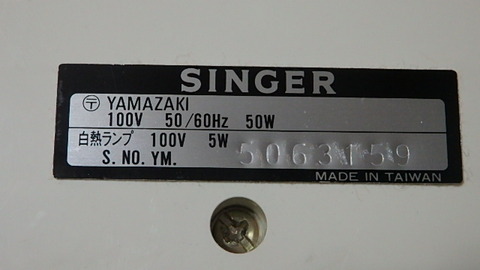 SINGER
〒 YAMAZAKI
100V 50/60Hz 50W
白熱ランプ 100V 5W
S. NO. YM. 5063159
MADE IN TAIWAN